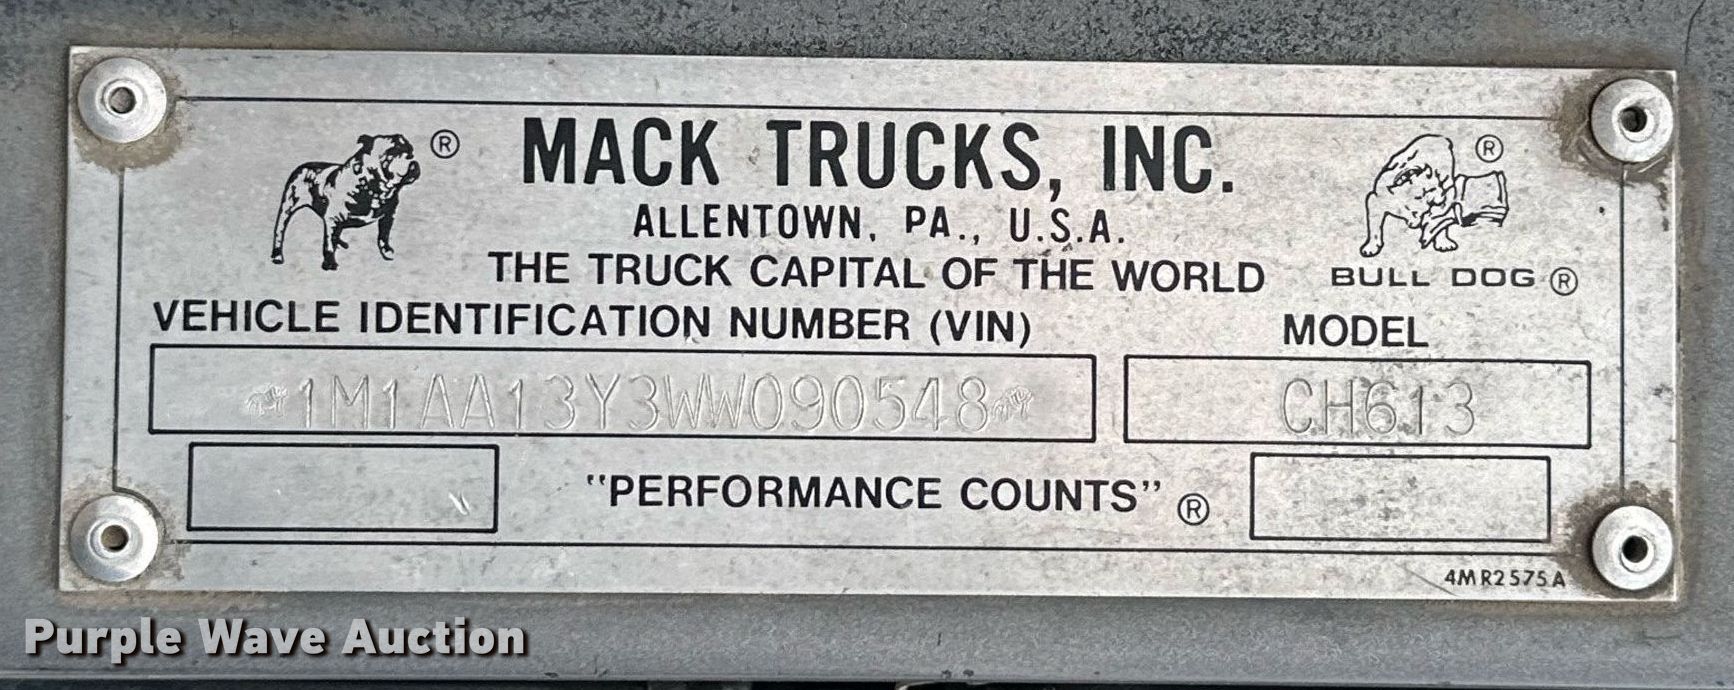 ®
MACK TRUCKS, INC.
®
ALLENTOWN, PA., U.S.A.
THE TRUCK CAPITAL OF THE WORLD
BULL DOG ®
VEHICLE IDENTIFICATION NUMBER (VIN)
MODEL
1M1AA13Y3WW090548
CH613
"PERFORMANCE COUNTS" ®
4MR2575A
Purple Wave Auction